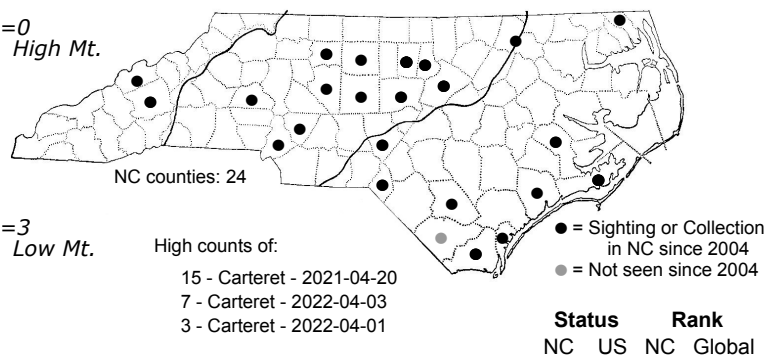 =0
High Mt.
NC counties: 24
=3
Low Mt.
High counts of:
15 - Carteret - 2021-04-20
7 - Carteret - 2022-04-03
3 - Carteret - 2022-04-01
● = Sighting or Collection
in NC since 2004
● = Not seen since 2004
Status Rank
NC US NC Global